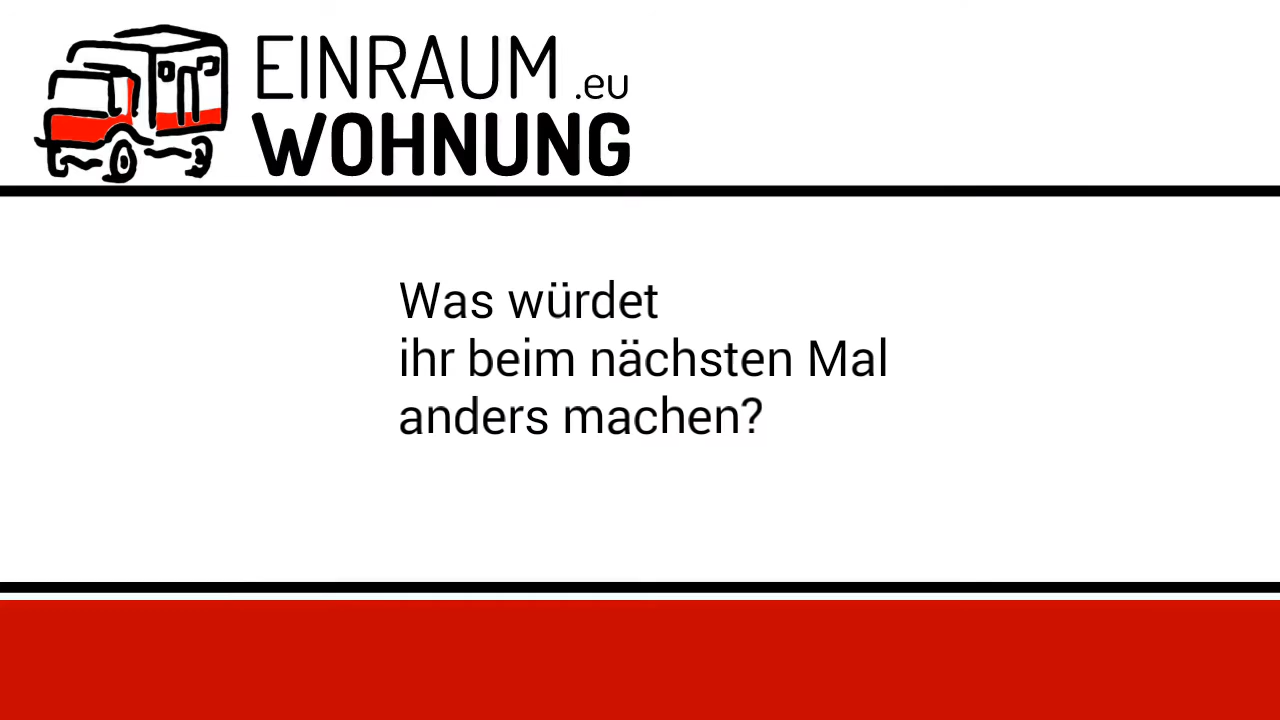 EINRAUM .eu
WOHNUNG
Was würdet
ihr beim nächsten Mal
anders machen?